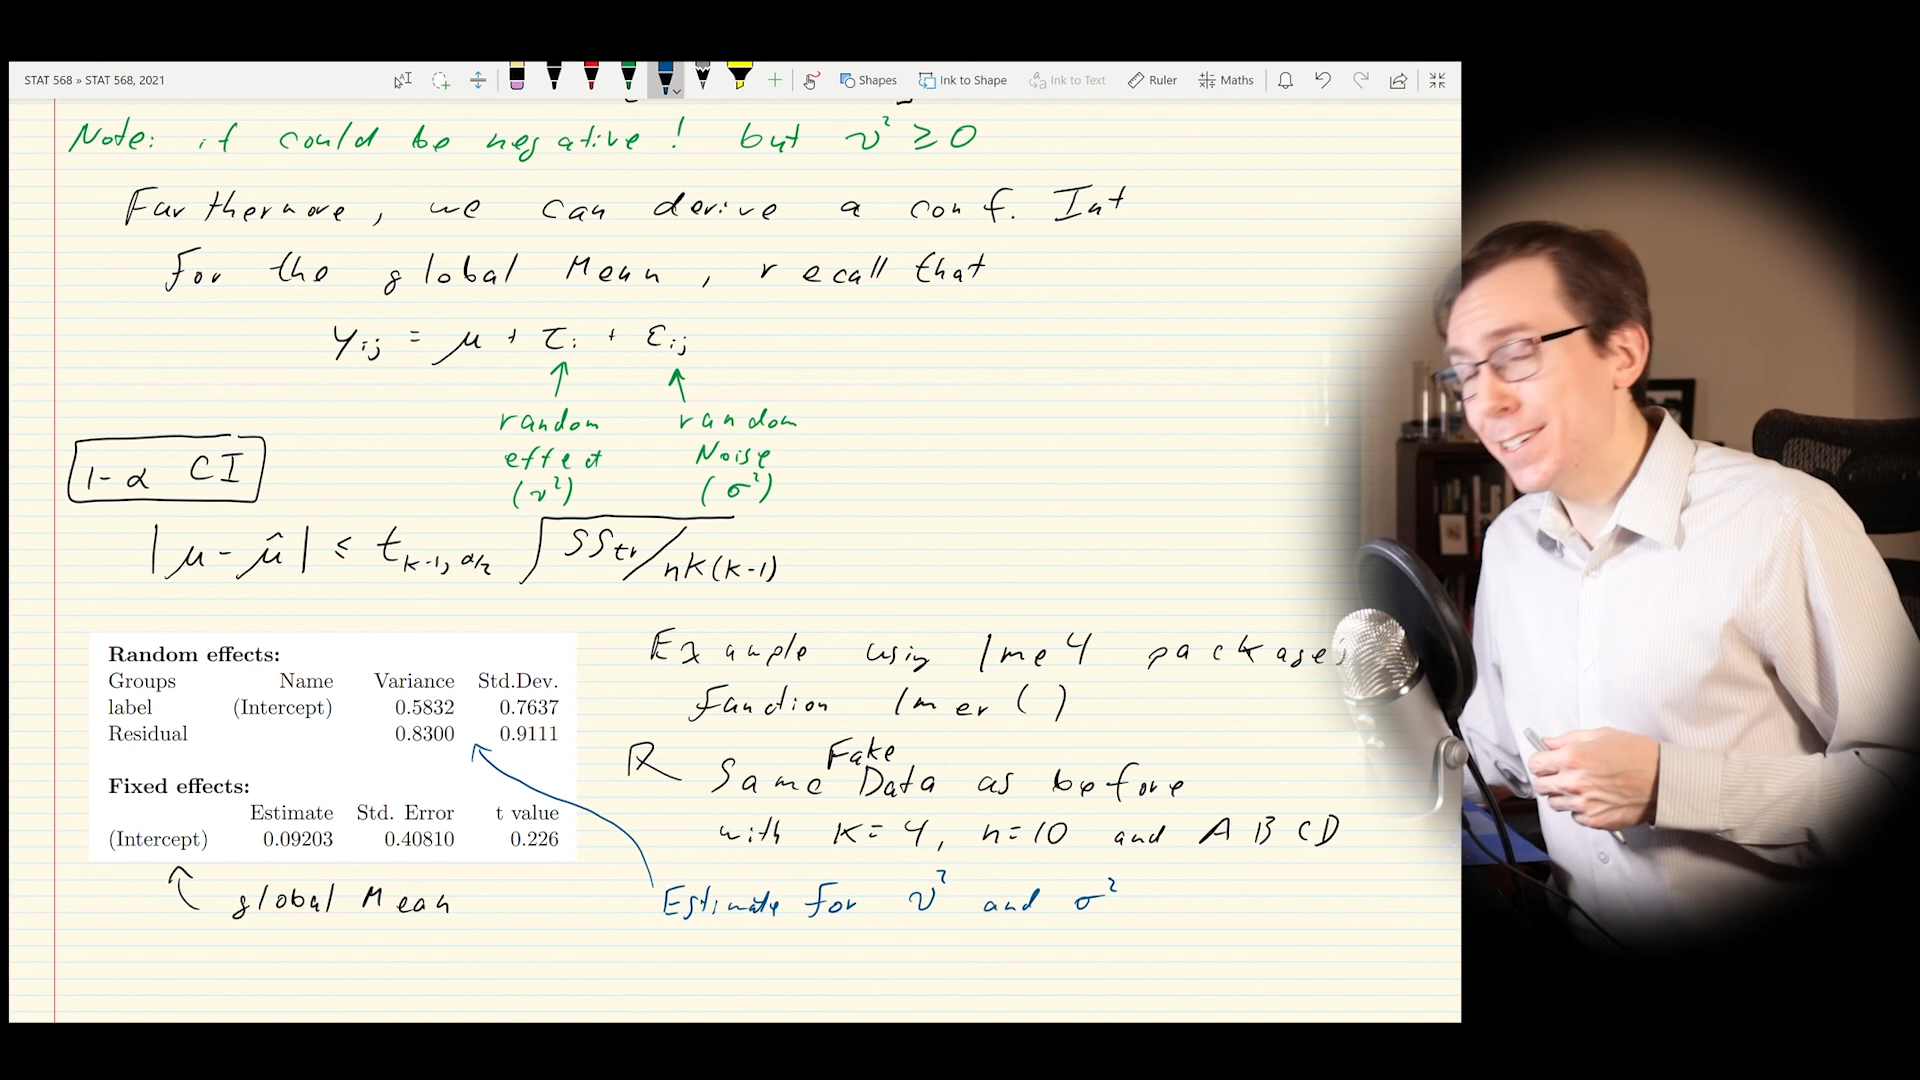 STAT 568 » STAT 568, 2021
Shapes Ink to Shape Ink to Text Ruler Maths
Note: it could be negative! but ν² ≥ 0
Furthermore, we can derive a conf. Int
for the global Mean, recall that
Yij = μ + τi + εij
random effect (ν²)
random Noise (σ²)
1-α CI
|μ - μ̂| ≤ t k-1, α/2 √SStr/nK(K-1)
Random effects:
Groups Name Variance Std.Dev.
label (Intercept) 0.5832 0.7637
Residual 0.8300 0.9111
Fixed effects:
Estimate Std. Error t value
(Intercept) 0.09203 0.40810 0.226
global Mean
Example using lme4 packages
function lmer()
R Same Fake Data as before
with K=4, n=10 and A B C D
Estimate for ν² and σ²